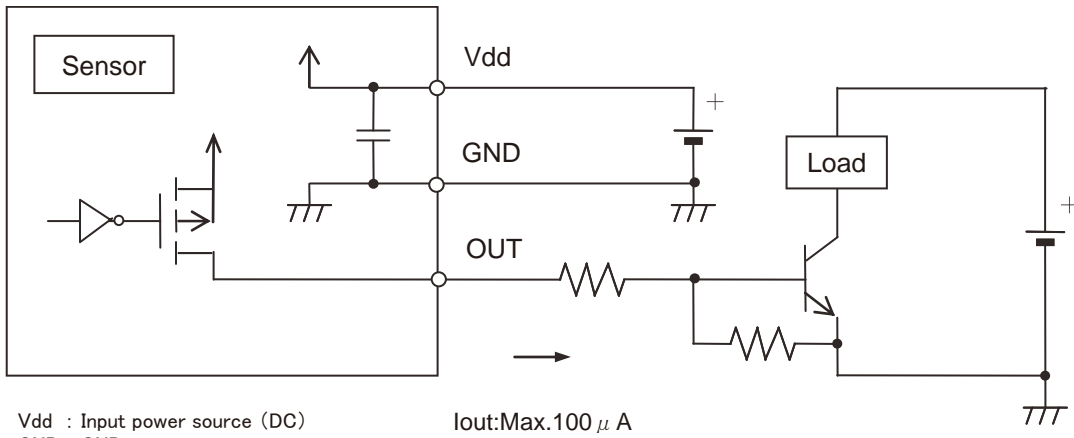 Sensor
Vdd
+
GND
Load
+
OUT
Vdd : Input power source (DC)
Iout:Max.100 μ A